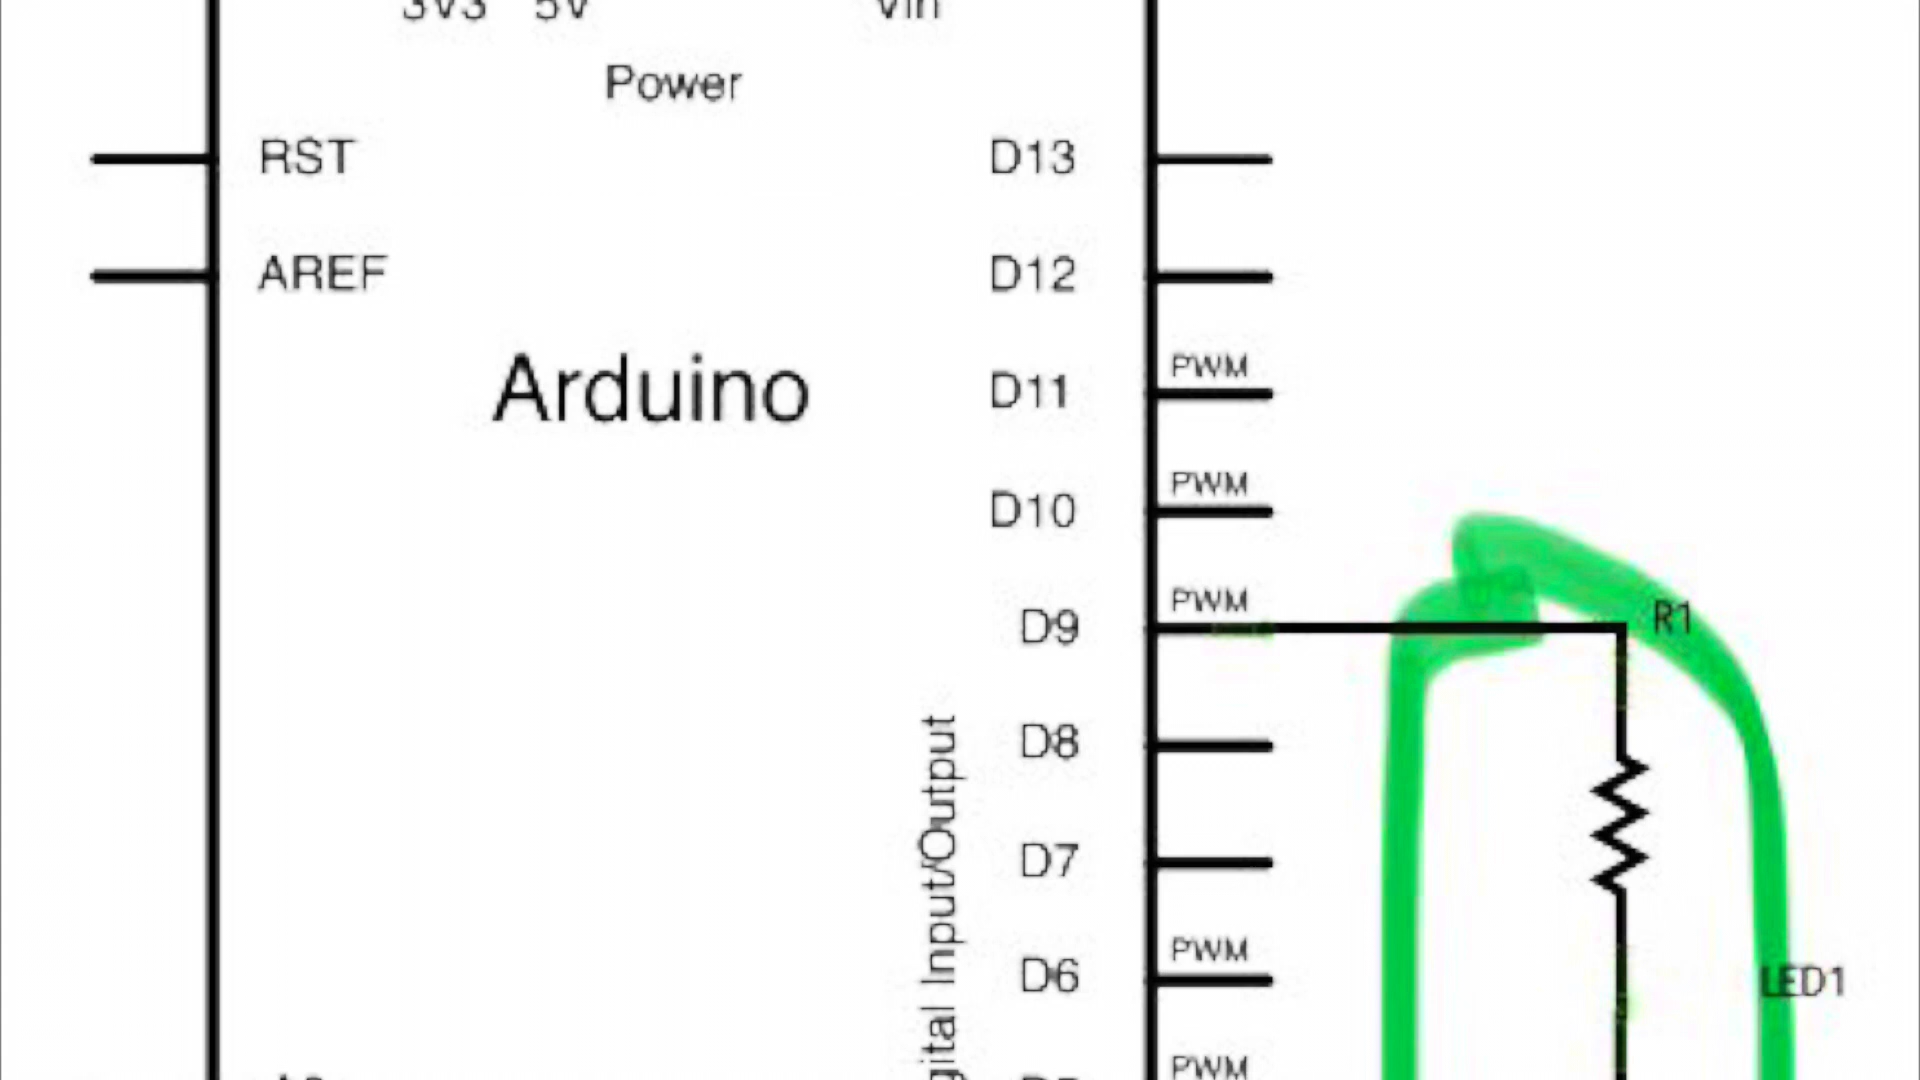 3V3 5V Vin
Power
RST
AREF
Arduino
D13
D12
D11 PWM
D10 PWM
D9 PWM
R1
D8
D7
D6 PWM
LED1
PWM
Input/Output